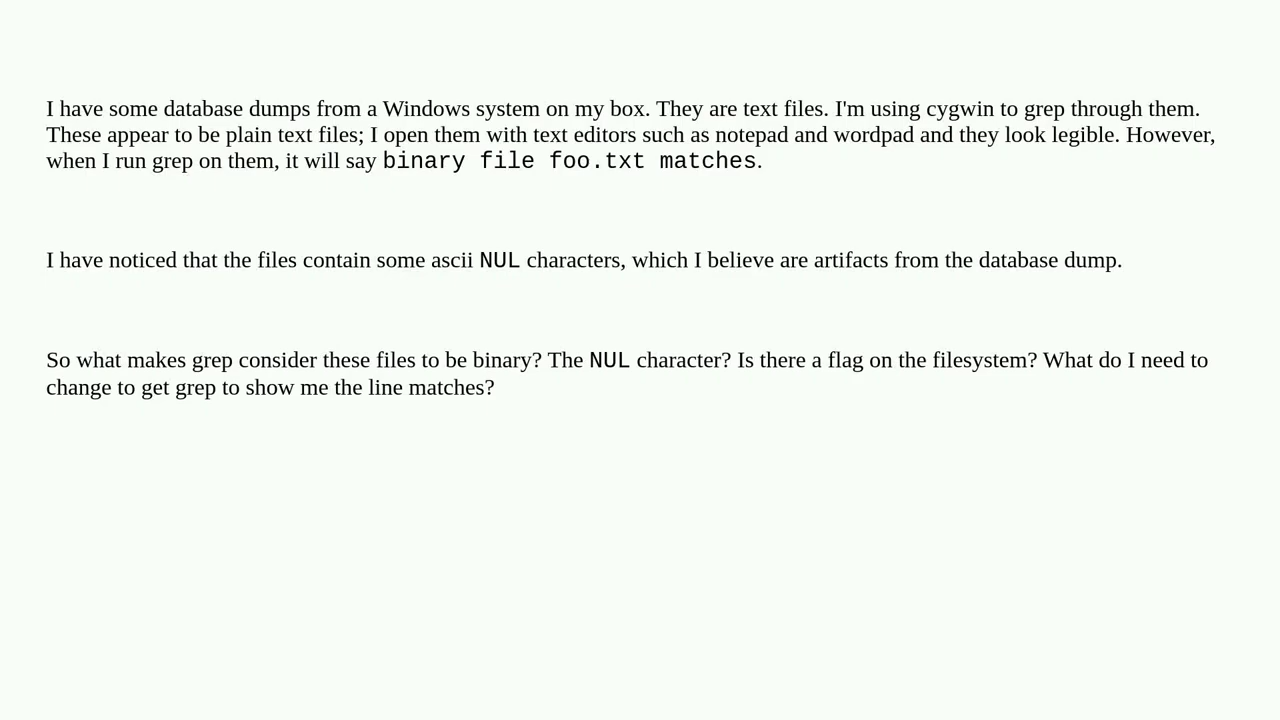 I have some database dumps from a Windows system on my box. They are text files. I'm using cygwin to grep through them.
These appear to be plain text files; I open them with text editors such as notepad and wordpad and they look legible. However,
when I run grep on them, it will say binary file foo.txt matches.
I have noticed that the files contain some ascii NUL characters, which I believe are artifacts from the database dump.
So what makes grep consider these files to be binary? The NUL character? Is there a flag on the filesystem? What do I need to
change to get grep to show me the line matches?